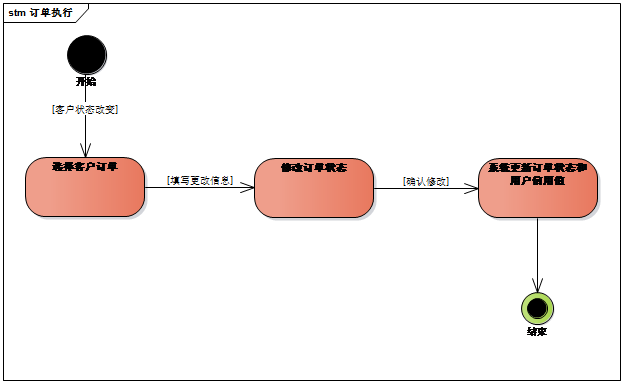 stm 订单执行
开始
[客户状态改变]
选择客户订单
[填写更改信息]
修改订单状态
[确认修改]
系统更新订单状态和
用户信用值
结束